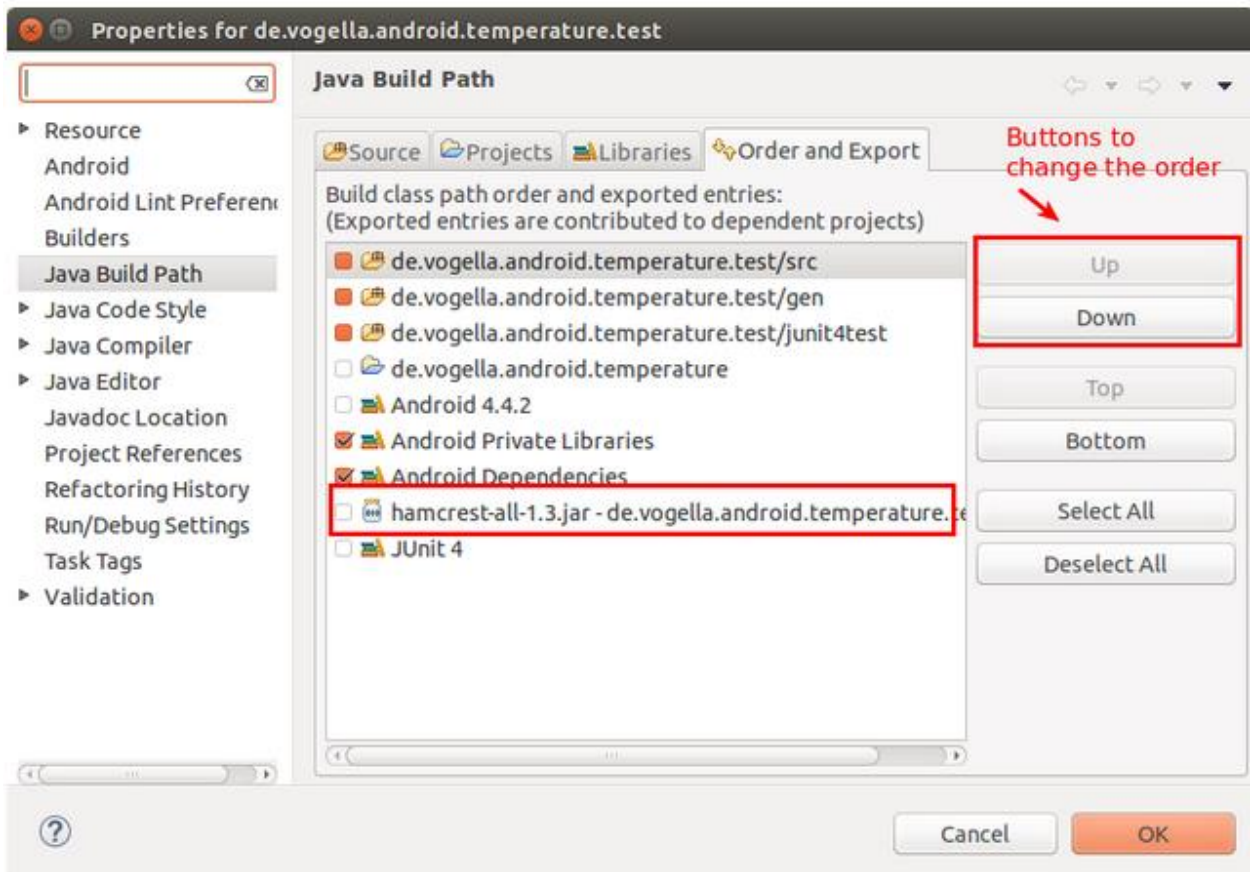 Properties for de.vogella.android.temperature.test
Resource
Android
Android Lint Preferen
Builders
Java Build Path
Java Code Style
Java Compiler
Java Editor
Javadoc Location
Project References
Refactoring History
Run/Debug Settings
Task Tags
Validation
Java Build Path
Source Projects Libraries Order and Export
Buttons to
change the order
Build class path order and exported entries:
(Exported entries are contributed to dependent projects)
de.vogella.android.temperature.test/src
de.vogella.android.temperature.test/gen
de.vogella.android.temperature.test/junit4test
de.vogella.android.temperature
Android 4.4.2
Android Private Libraries
Android Dependencies
hamcrest-all-1.3.jar - de.vogella.android.temperature.te
JUnit 4
Up
Down
Top
Bottom
Select All
Deselect All
Cancel OK